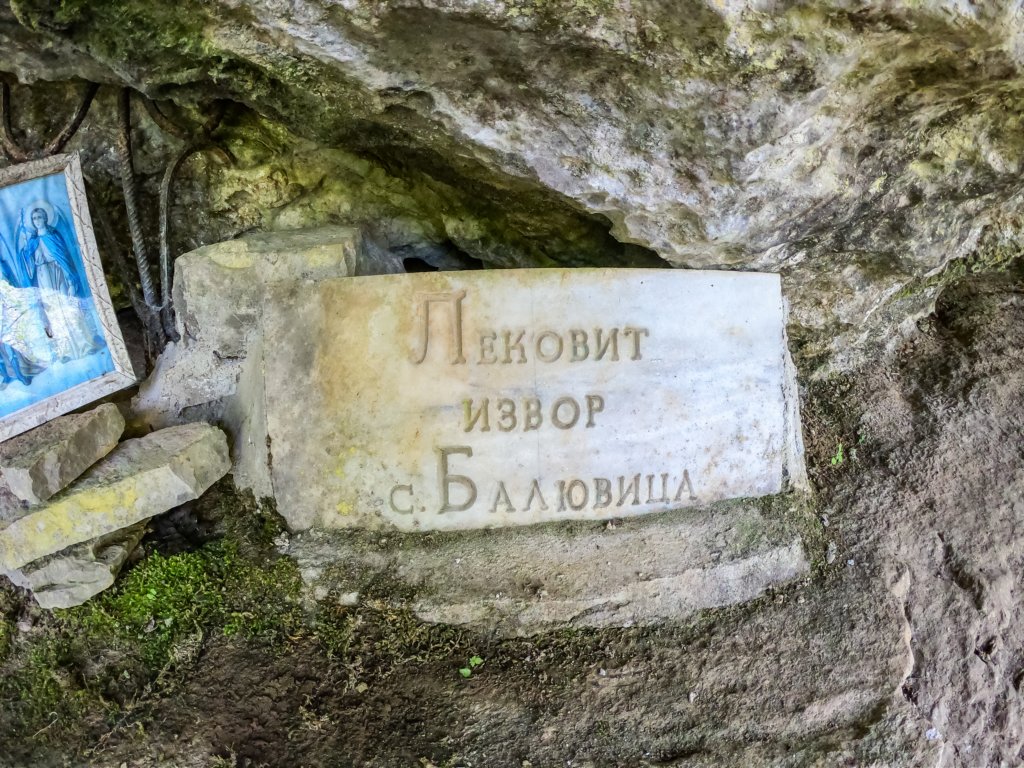 Лековит
извор
с. Балювица